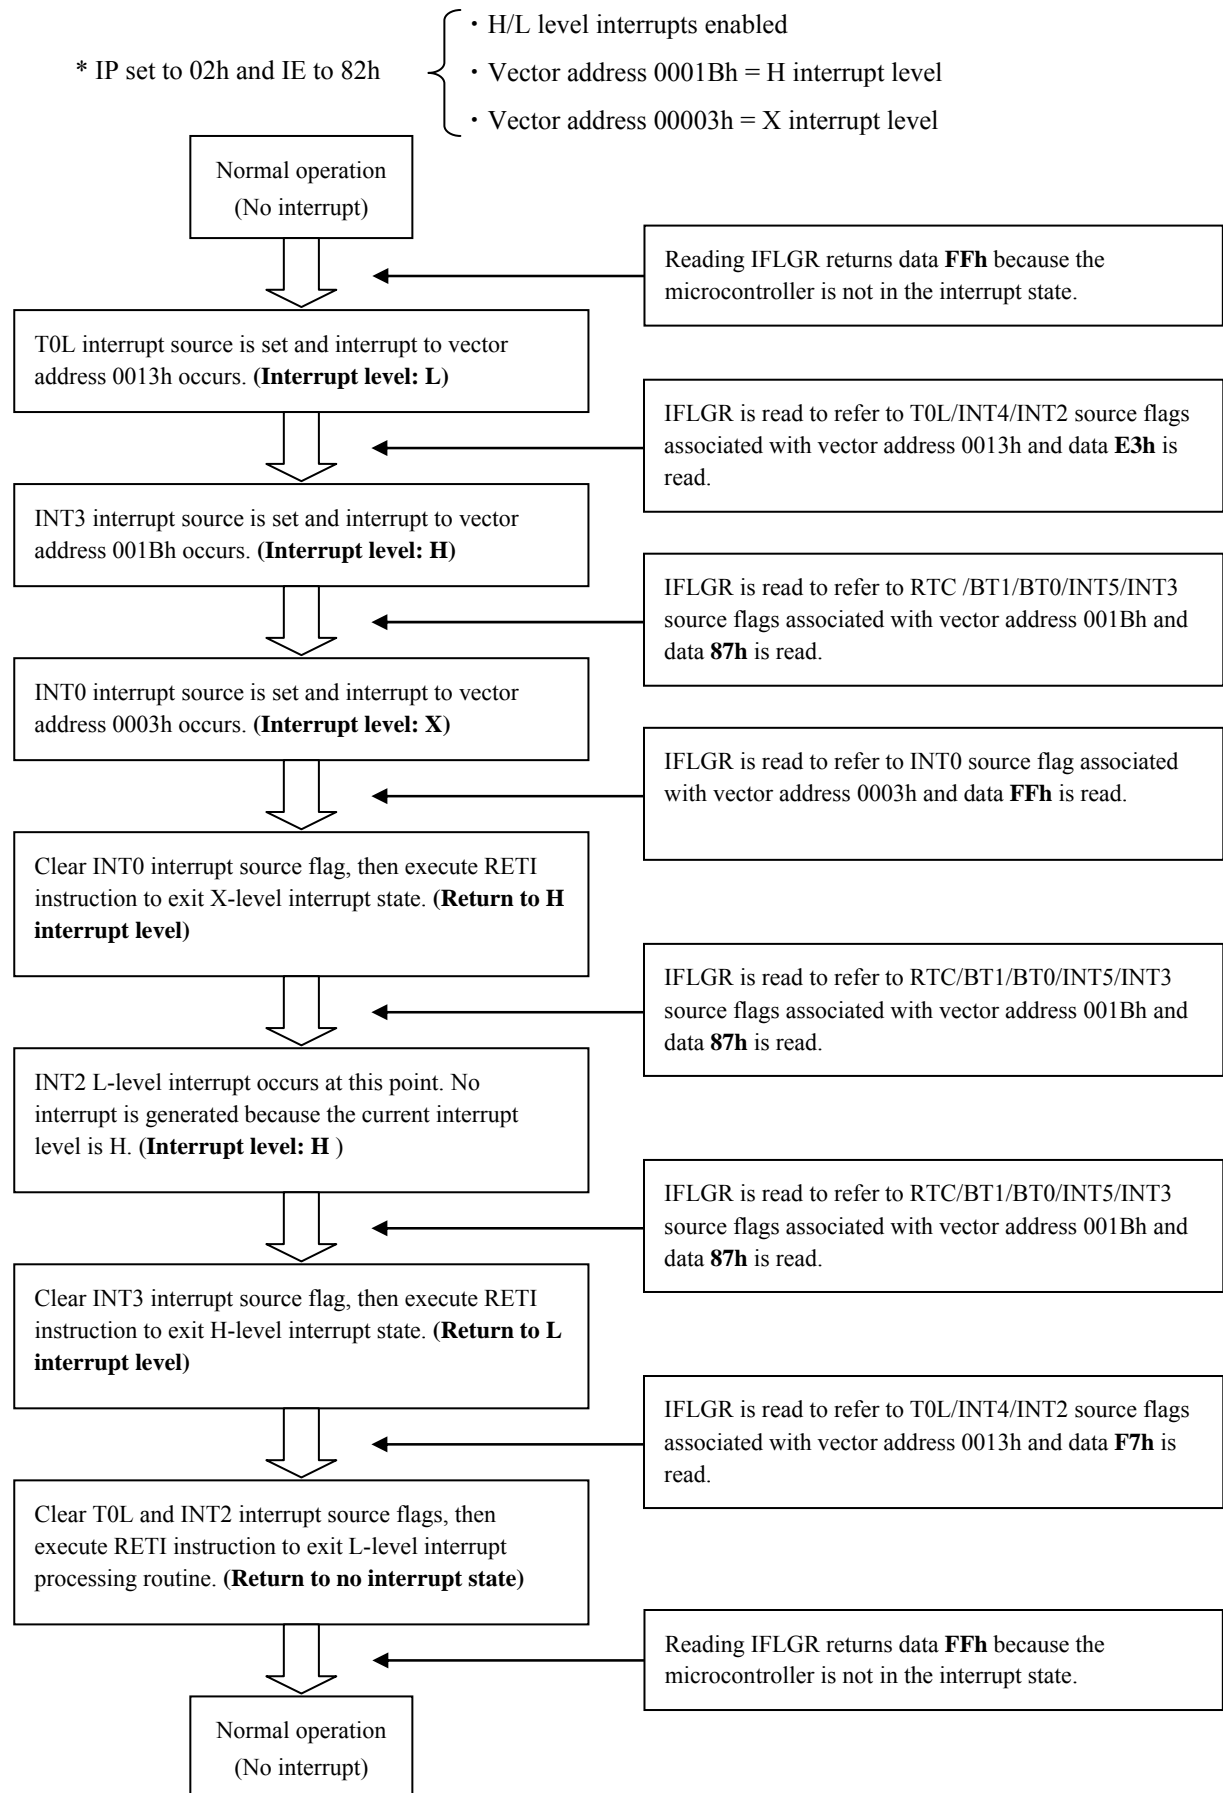 * IP set to 02h and IE to 82h
・H/L level interrupts enabled
・Vector address 0001Bh = H interrupt level
・Vector address 00003h = X interrupt level
Normal operation
(No interrupt)
Reading IFLGR returns data FFh because the
microcontroller is not in the interrupt state.
T0L interrupt source is set and interrupt to vector
address 0013h occurs. (Interrupt level: L)
IFLGR is read to refer to T0L/INT4/INT2 source flags
associated with vector address 0013h and data E3h is
read.
INT3 interrupt source is set and interrupt to vector
address 001Bh occurs. (Interrupt level: H)
IFLGR is read to refer to RTC /BT1/BT0/INT5/INT3
source flags associated with vector address 001Bh and
data 87h is read.
INT0 interrupt source is set and interrupt to vector
address 0003h occurs. (Interrupt level: X)
IFLGR is read to refer to INT0 source flag associated
with vector address 0003h and data FFh is read.
Clear INT0 interrupt source flag, then execute RETI
instruction to exit X-level interrupt state. (Return to H
interrupt level)
IFLGR is read to refer to RTC/BT1/BT0/INT5/INT3
source flags associated with vector address 001Bh and
data 87h is read.
INT2 L-level interrupt occurs at this point. No
interrupt is generated because the current interrupt
level is H. (Interrupt level: H )
IFLGR is read to refer to RTC/BT1/BT0/INT5/INT3
source flags associated with vector address 001Bh and
data 87h is read.
Clear INT3 interrupt source flag, then execute RETI
instruction to exit H-level interrupt state. (Return to L
interrupt level)
IFLGR is read to refer to T0L/INT4/INT2 source flags
associated with vector address 0013h and data F7h is
read.
Clear T0L and INT2 interrupt source flags, then
execute RETI instruction to exit L-level interrupt
processing routine. (Return to no interrupt state)
Reading IFLGR returns data FFh because the
microcontroller is not in the interrupt state.
Normal operation
(No interrupt)